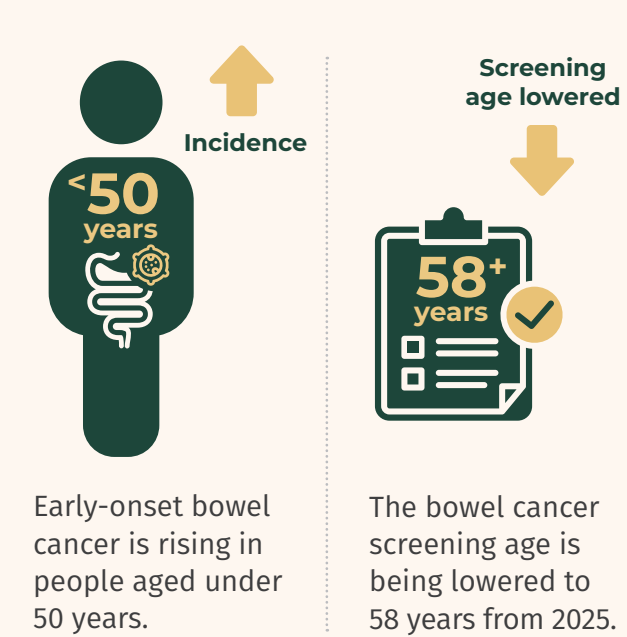 Incidence
<50
years
Early-onset bowel
cancer is rising in
people aged under
50 years.
Screening
age lowered
58+
years
The bowel cancer
screening age is
being lowered to
58 years from 2025.